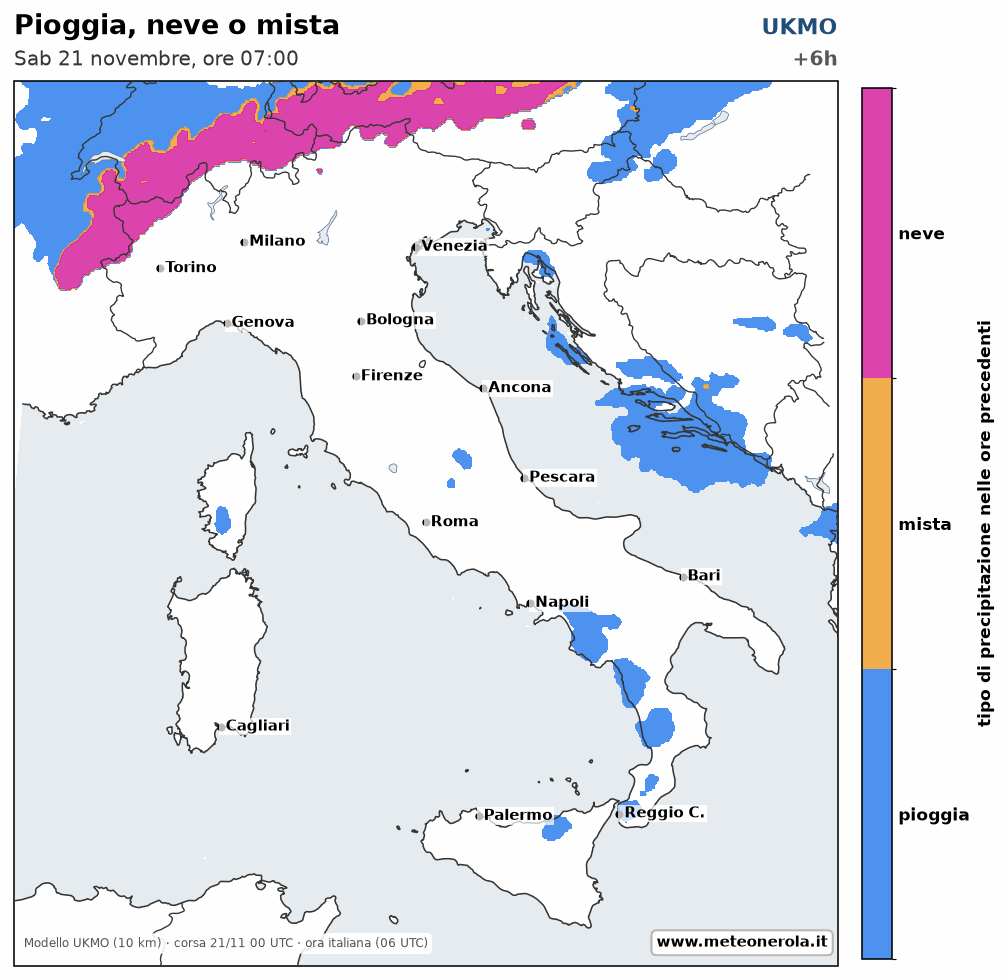 Pioggia, neve o mista
UKMO
Sab 21 novembre, ore 07:00
+6h
neve
Milano
Venezia
Torino
Genova
Bologna
Firenze
Ancona
Pescara
Roma
mista
tipo di precipitazione nelle ore precedenti
Bari
Napoli
Cagliari
Palermo
Reggio C.
pioggia
Modello UKMO (10 km) · corsa 21/11 00 UTC · ora italiana (06 UTC)
www.meteonerola.it